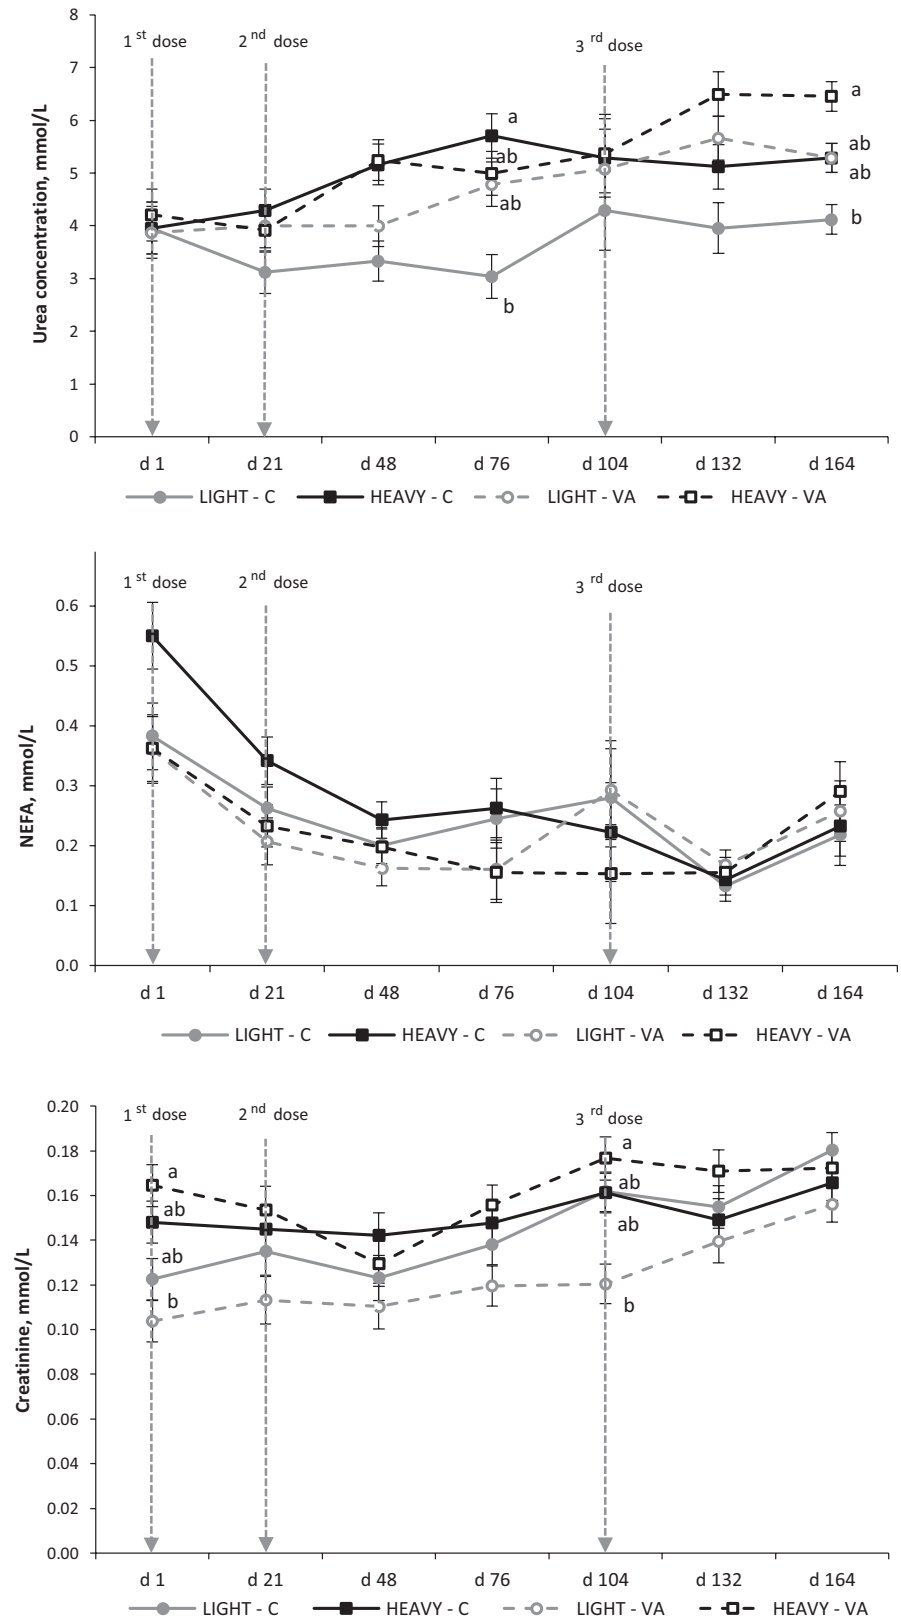 8
1 st dose 2 nd dose 3 rd dose
7
a
a
6
ab
ab
5
ab
ab
4
b
3
b
2
1
0
Urea concentration, mmol/L
d 1 d 21 d 48 d 76 d 104 d 132 d 164
LIGHT - C HEAVY - C LIGHT - VA HEAVY - VA
1 st dose 2 nd dose 3 rd dose
0.6
0.5
0.4
0.3
0.2
0.1
0.0
NEFA, mmol/L
d 1 d 21 d 48 d 76 d 104 d 132 d 164
LIGHT - C HEAVY - C LIGHT - VA HEAVY - VA
0.20
1 st dose 2 nd dose 3 rd dose
0.18
a a
ab
0.16
ab
ab
0.14
ab
0.12
b
b
0.10
0.08
0.06
0.04
0.02
0.00
Creatinine, mmol/L
d 1 d 21 d 48 d 76 d 104 d 132 d 164
LIGHT - C HEAVY - C LIGHT - VA HEAVY - VA